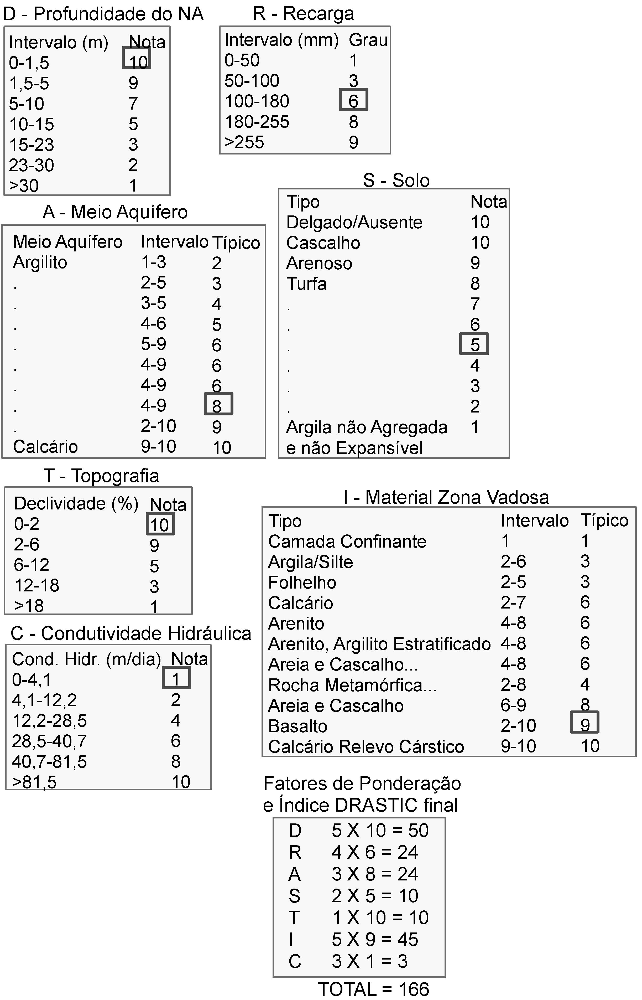 D - Profundidade do NA
Intervalo (m) Nota
0-1,5 10
1,5-5 9
5-10 7
10-15 5
15-23 3
23-30 2
>30 1
R - Recarga
Intervalo (mm) Grau
0-50 1
50-100 3
100-180 6
180-255 8
>255 9
A - Meio Aquífero
Meio Aquífero Intervalo Típico
Argilito 1-3 2
. 2-5 3
. 3-5 4
. 4-6 5
. 5-9 6
. 4-9 6
. 4-9 6
. 4-9 8
. 2-10 9
Calcário 9-10 10
S - Solo
Tipo Nota
Delgado/Ausente 10
Cascalho 10
Arenoso 9
Turfa 8
. 7
. 6
. 5
. 4
. 3
. 2
Argila não Agregada 1
e não Expansível
T - Topografia
Declividade (%) Nota
0-2 10
2-6 9
6-12 5
12-18 3
>18 1
I - Material Zona Vadosa
Tipo Intervalo Típico
Camada Confinante 1 1
Argila/Silte 2-6 3
Folhelho 2-5 3
Calcário 2-7 6
Arenito 4-8 6
Arenito, Argilito Estratificado 4-8 6
Areia e Cascalho... 4-8 6
Rocha Metamórfica... 2-8 4
Areia e Cascalho 6-9 8
Basalto 2-10 9
Calcário Relevo Cárstico 9-10 10
C - Condutividade Hidráulica
Cond. Hidr. (m/dia) Nota
0-4,1 1
4,1-12,2 2
12,2-28,5 4
28,5-40,7 6
40,7-81,5 8
>81,5 10
Fatores de Ponderação
e Índice DRASTIC final
D 5 X 10 = 50
R 4 X 6 = 24
A 3 X 8 = 24
S 2 X 5 = 10
T 1 X 10 = 10
I 5 X 9 = 45
C 3 X 1 = 3
TOTAL = 166